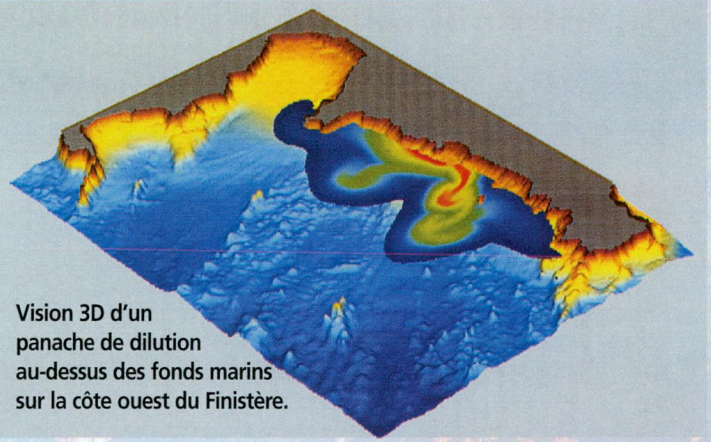 Vision 3D d'un
panache de dilution
au-dessus des fonds marins
sur la côte ouest du Finistère.